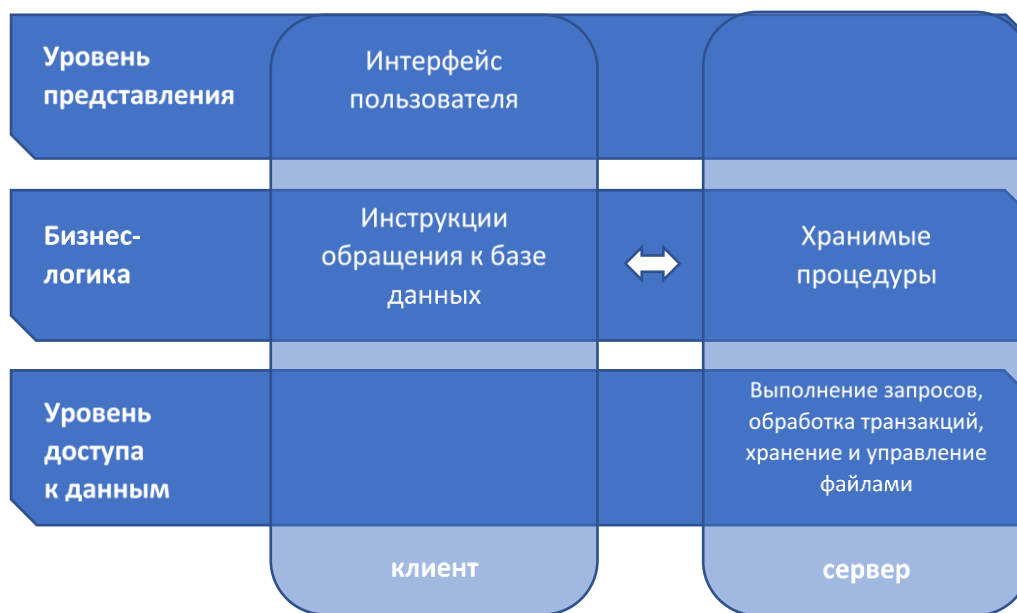 Уровень
представления
Интерфейс
пользователя
Бизнес-
логика
Инструкции
обращения к базе
данных
Хранимые
процедуры
Уровень
доступа
к данным
Выполнение запросов,
обработка транзакций,
хранение и управление
файлами
клиент
сервер